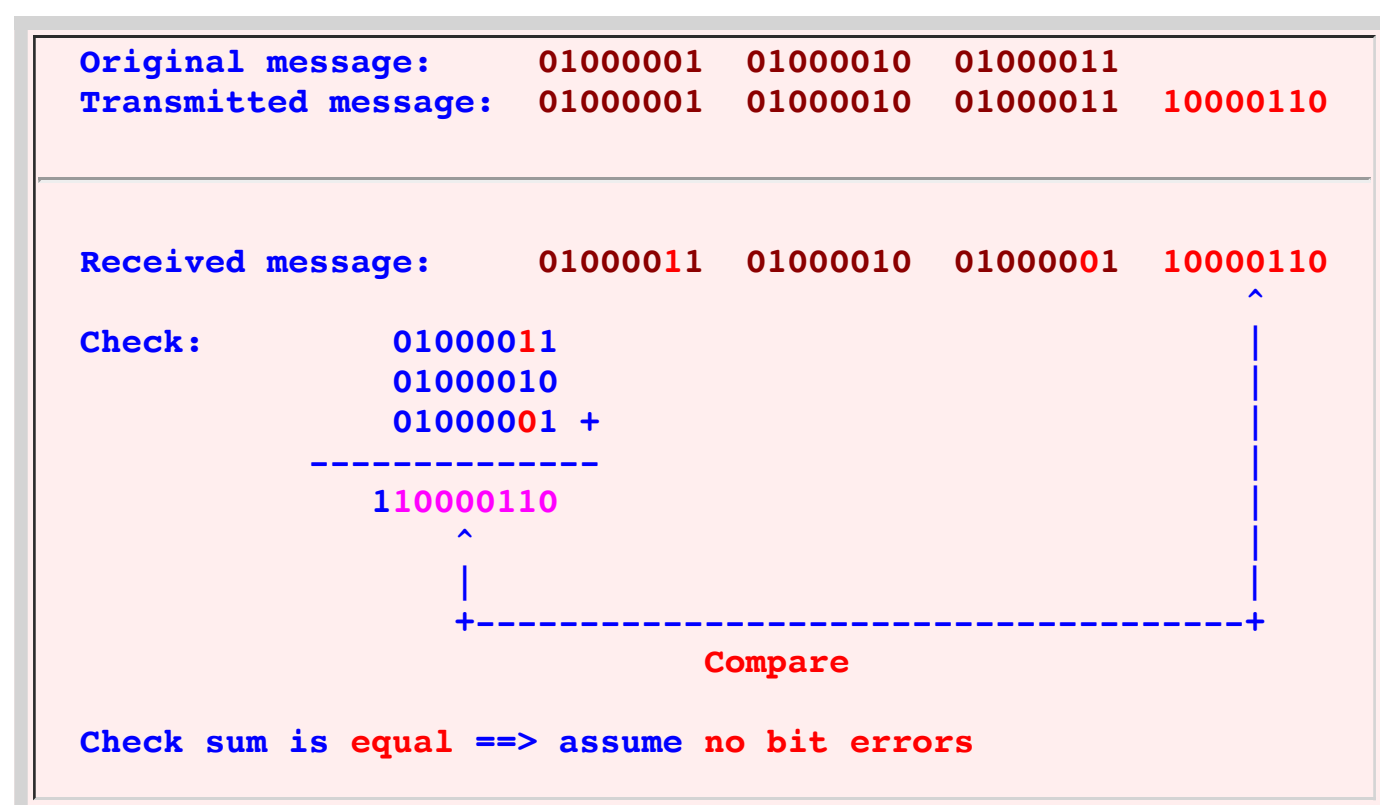 Original message: 01000001 01000010 01000011
Transmitted message: 01000001 01000010 01000011 10000110
Received message: 01000011 01000010 01000001 10000110
^
Check: 01000011 |
01000010 |
01000001 + |
-------------- |
110000110 |
^ |
| |
+-------------------------------------+
Compare
Check sum is equal ==> assume no bit errors